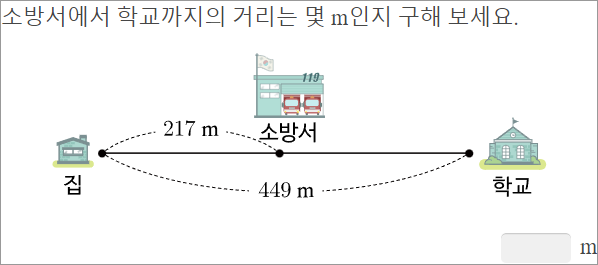 소방서에서 학교까지의 거리는 몇 m인지 구해 보세요.
119
217 m
소방서
집
449 m
학교
m